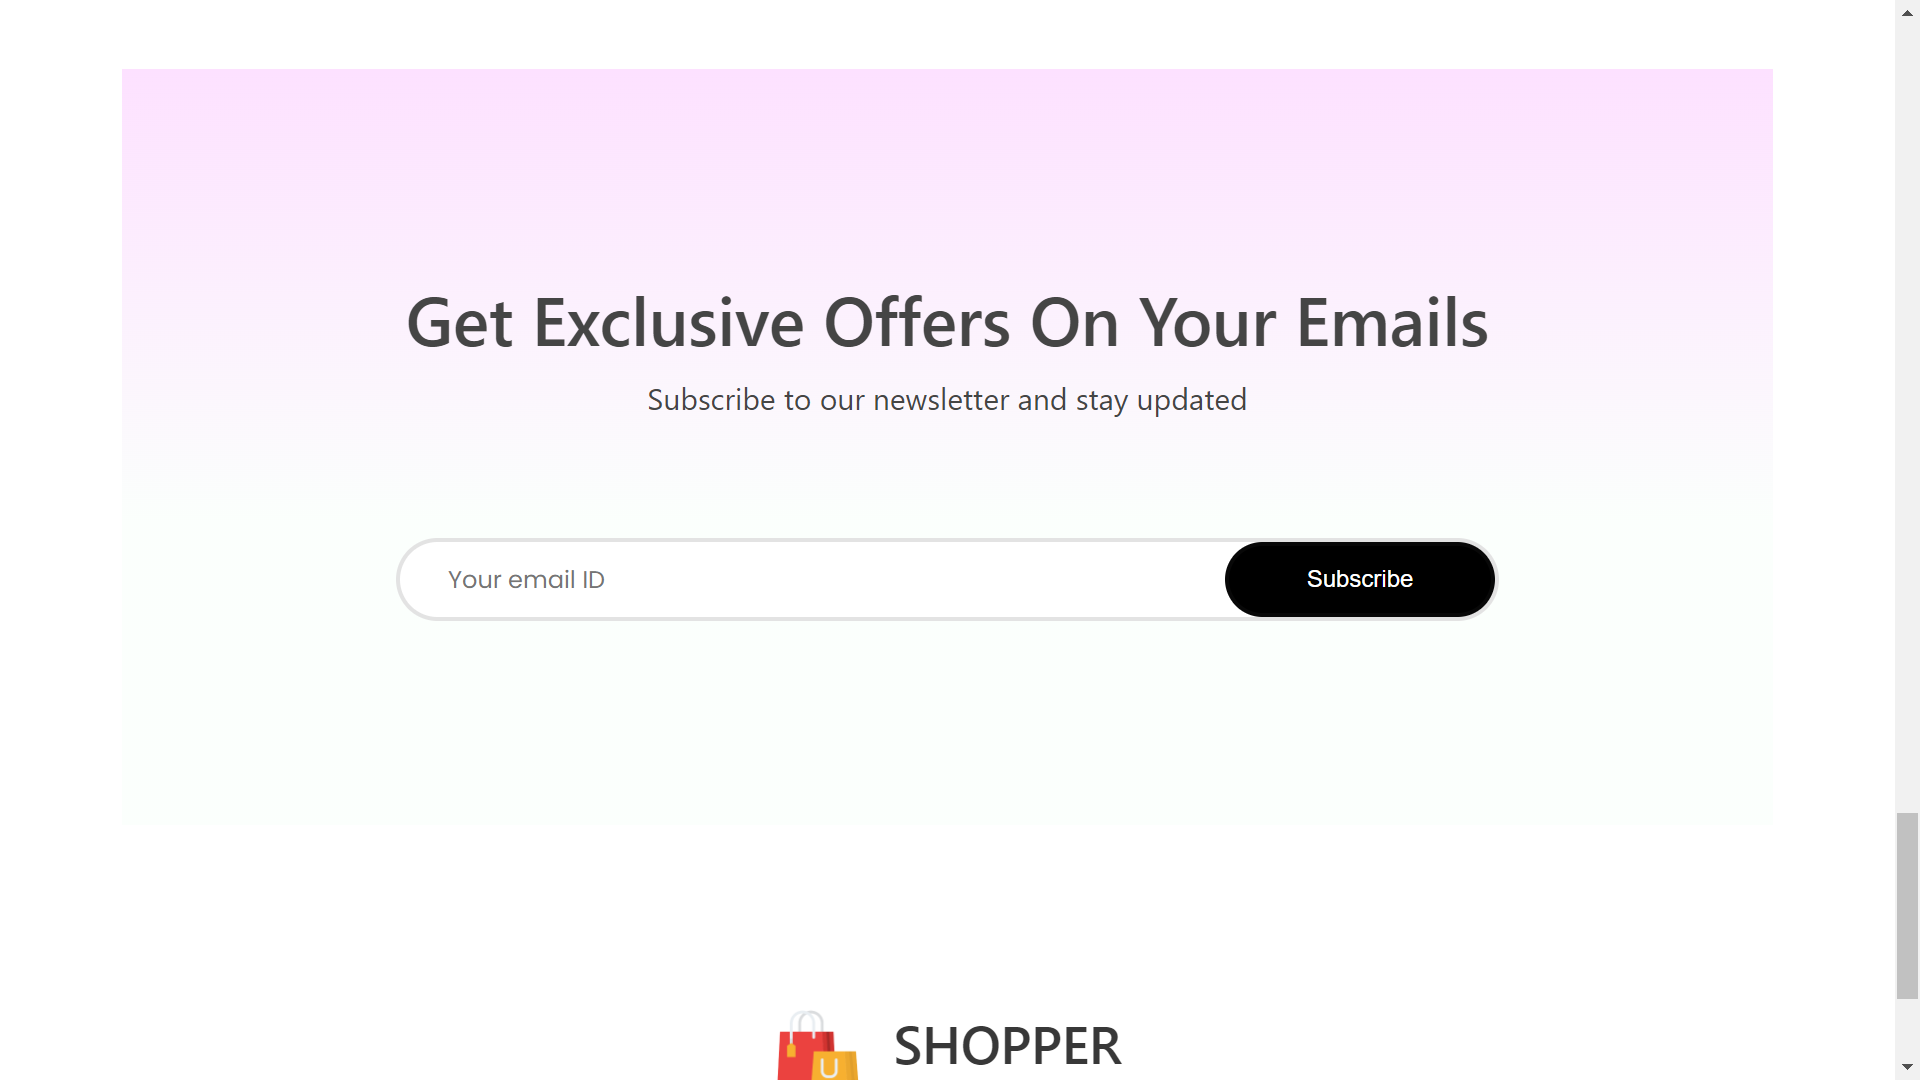 Get Exclusive Offers On Your Emails
Subscribe to our newsletter and stay updated
Your email ID
Subscribe
U
SHOPPER